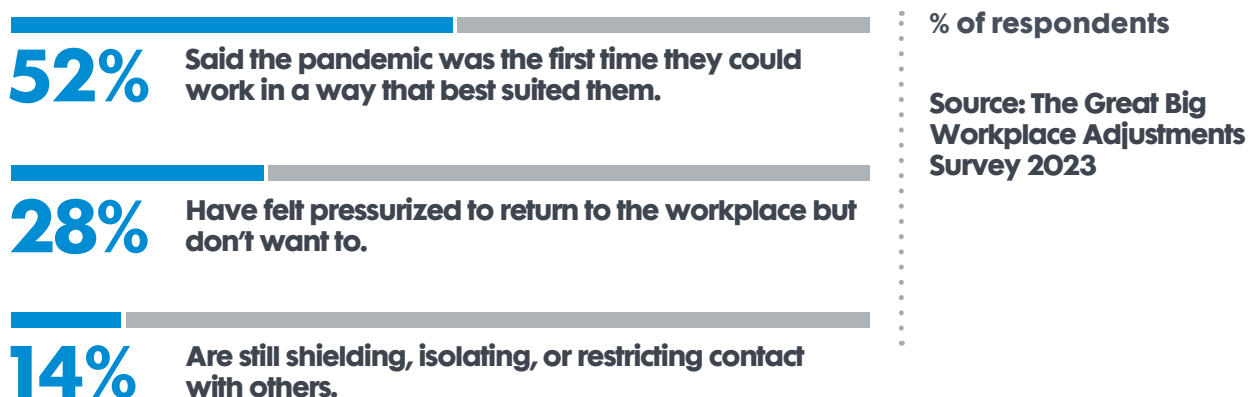 52%
Said the pandemic was the first time they could
work in a way that best suited them.
28%
Have felt pressurized to return to the workplace but
don't want to.
14%
Are still shielding, isolating, or restricting contact
with others.
% of respondents
Source: The Great Big
Workplace Adjustments
Survey 2023